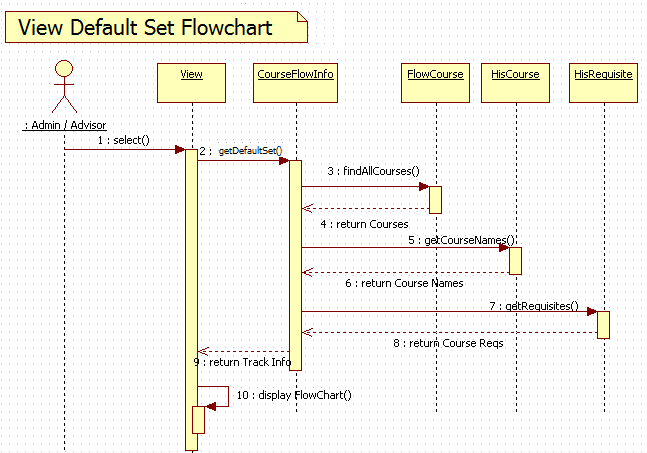 View Default Set Flowchart
View
CourseFlowInfo
FlowCourse
HisCourse
HisRequisite
: Admin / Advisor
1 : select()
2 : getDefaultSet()
3 : findAllCourses()
4 : return Courses
5 : getCourseNames()
6 : return Course Names
7 : getRequisites()
8 : return Course Reqs
9 : return Track Info
10 : display FlowChart()